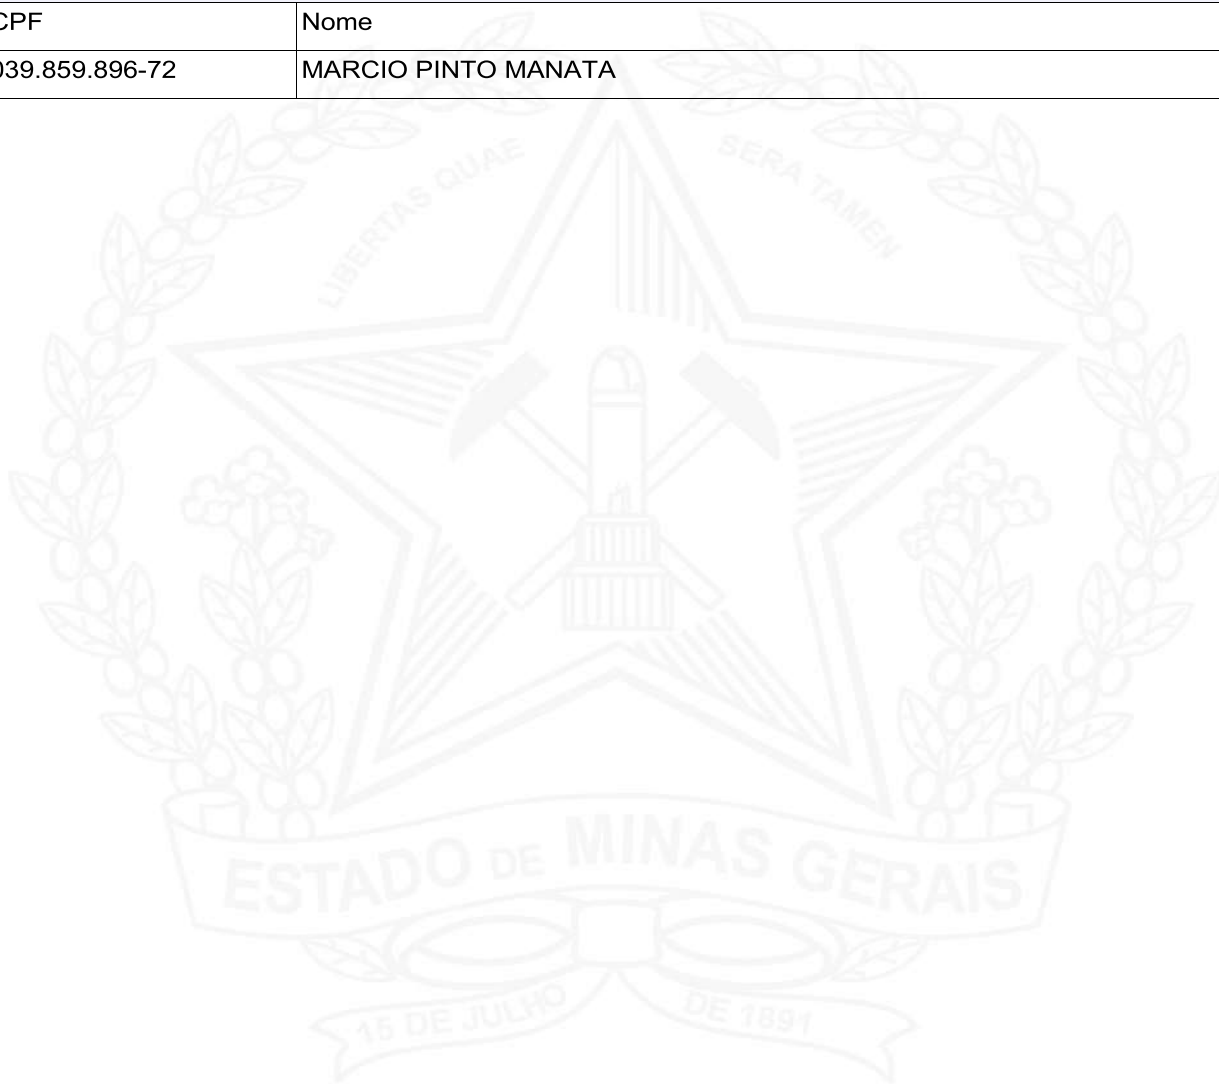 CPF Nome
039.859.896-72 MARCIO PINTO MANATA
LIBERTAS QUAE SERA TAMEN
ESTADO DE MINAS GERAIS
15 DE JULHO DE 1891